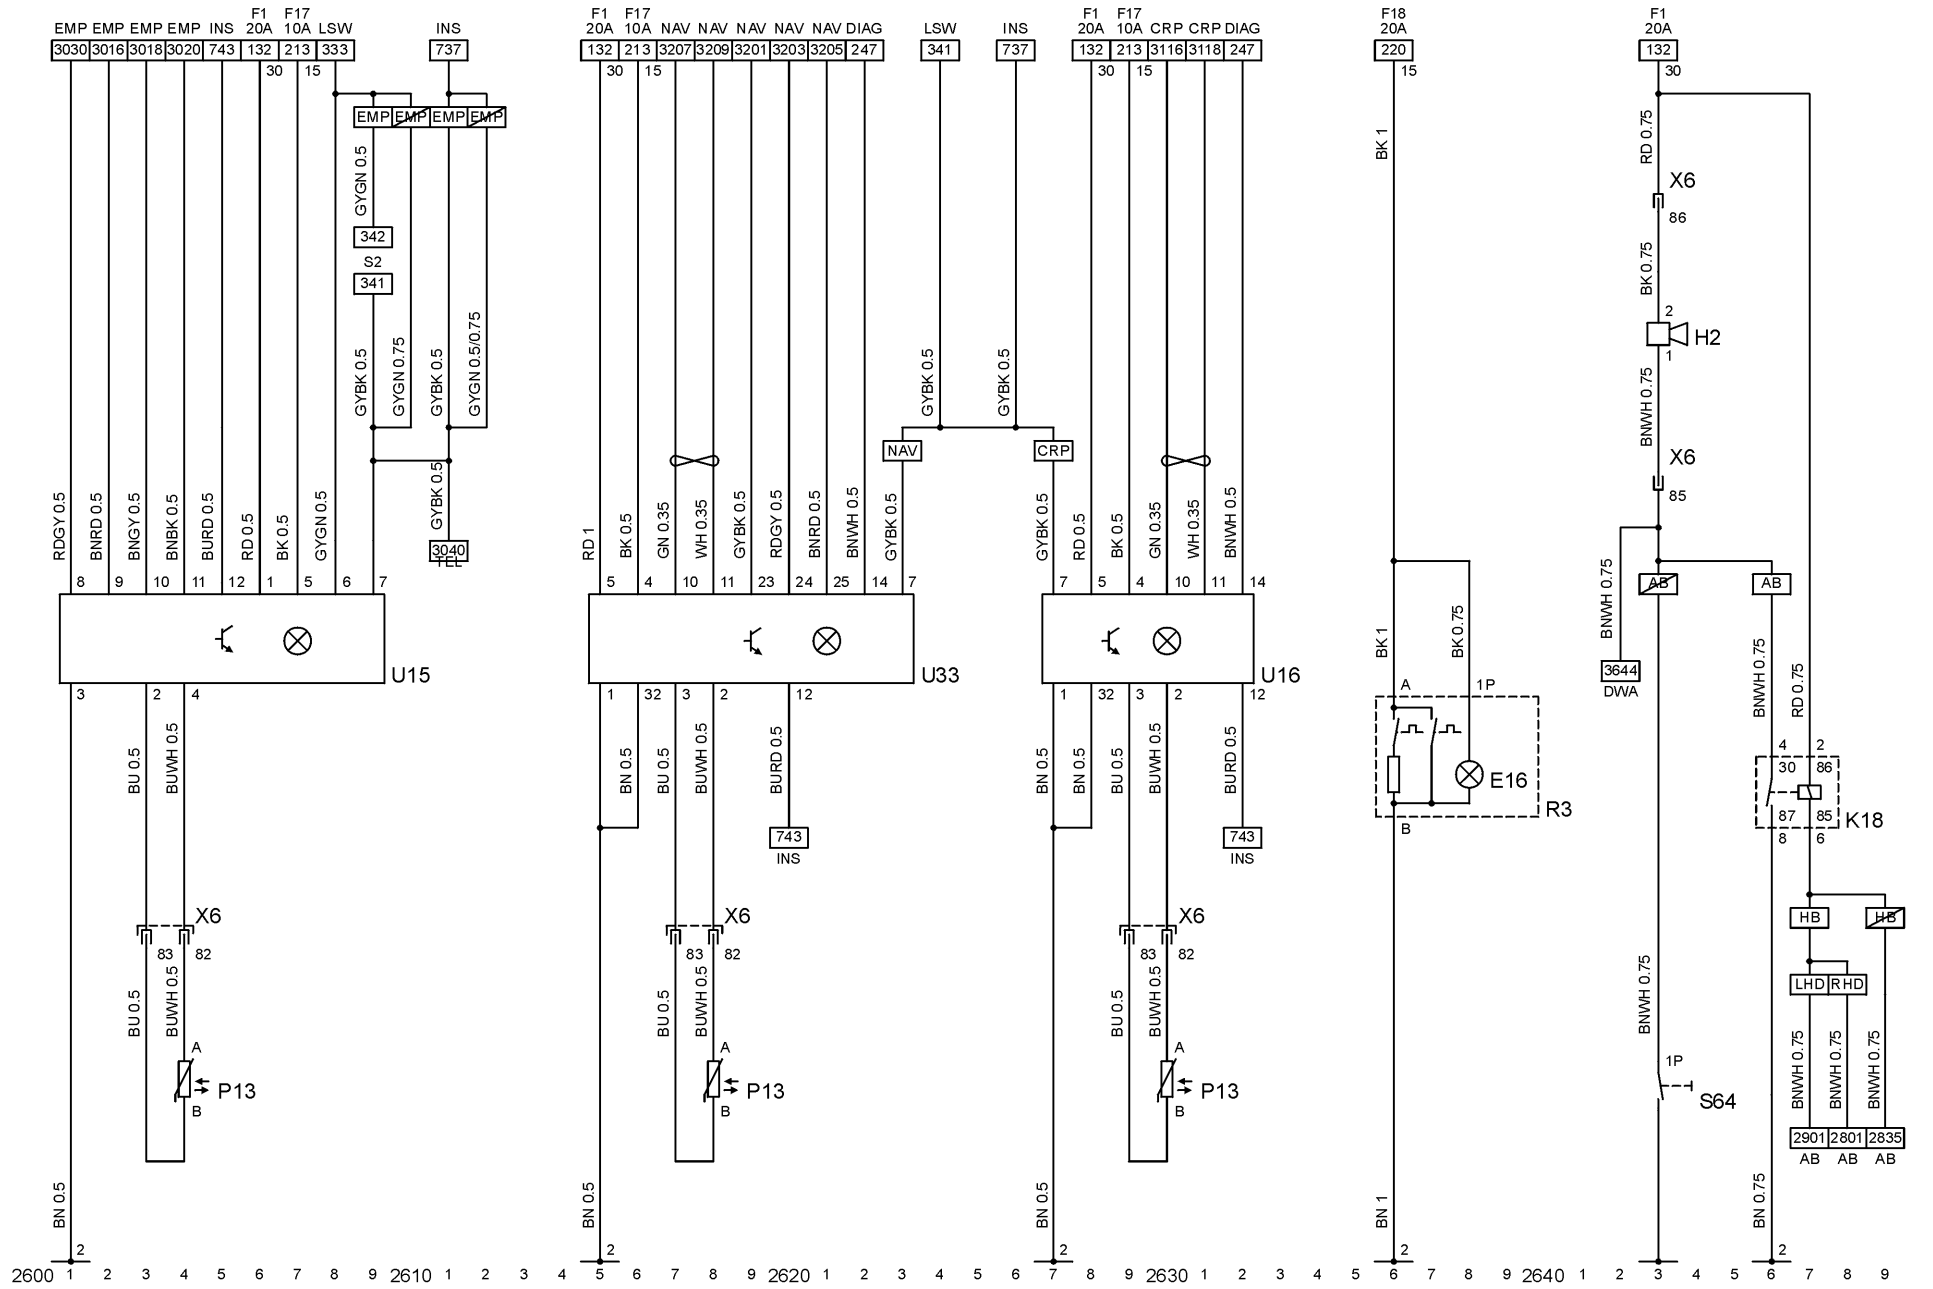 F1 F17 F1 F17 F1 F17 F18 F1
EMP EMP EMP EMP INS 20A 10A LSW INS 20A 10A NAV NAV NAV NAV NAV DIAG LSW INS 20A 10A CRP CRP DIAG 20A 20A
3030 3016 3018 3020 743 132 213 333 737 132 213 3207 3209 3201 3203 3205 247 341 737 132 213 3116 3118 247 220 132
30 15 30 15 30 15 15 30
EMP EMP EMP EMP
BK 1
RD 0.75
GYGN 0.5
X6
86
342
S2
341
BK 0.75
2
H2
1
GYBK 0.5 GYGN 0.75 GYBK 0.5 GYGN 0.5/0.75 GYBK 0.5 GYBK 0.5 BNWH 0.75
NAV CRP
X6
85
RDGY 0.5 BNRD 0.5 BNGY 0.5 BNBK 0.5 BURD 0.5 RD 0.5 BK 0.5 GYGN 0.5 GYBK 0.5
RD 1 BK 0.5 GN 0.35 WH 0.35 GYBK 0.5 RDGY 0.5 BNRD 0.5 BNWH 0.5 GYBK 0.5
GYBK 0.5 RD 0.5 BK 0.5 GN 0.35 WH 0.35 BNWH 0.5
3040
TEL
8 9 10 11 12 1 5 6 7 5 4 10 11 23 24 25 14 7 7 5 4 10 11 14
AB AB
BNWH 0.75
U15 U33 U16
BK 1 BK 0.75
3644
DWA
BNWH 0.75 RD 0.75
3 2 4 1 32 3 2 12 1 32 3 2 12
A 1P
BU 0.5 BUWH 0.5 BN 0.5 BU 0.5 BUWH 0.5 BURD 0.5 BN 0.5 BN 0.5 BU 0.5 BUWH 0.5 BURD 0.5
E16
R3
B
4 2
30 86
87 85
K18
8 6
743 743
INS INS
X6 X6 X6
83 82 83 82 83 82
HB HB
LHD RHD
BU 0.5 BUWH 0.5 BU 0.5 BUWH 0.5 BU 0.5 BUWH 0.5 BNWH 0.75
A A A
P13 P13 P13
B B B
1P
S64
BNWH 0.75 BNWH 0.75 BNWH 0.75
2901 2801 2835
AB AB AB
BN 0.5 BN 0.5 BN 0.5 BN 1 BN 0.75
2 2 2 2 2
2600 1 2 3 4 5 6 7 8 9 2610 1 2 3 4 5 6 7 8 9 2620 1 2 3 4 5 6 7 8 9 2630 1 2 3 4 5 6 7 8 9 2640 1 2 3 4 5 6 7 8 9